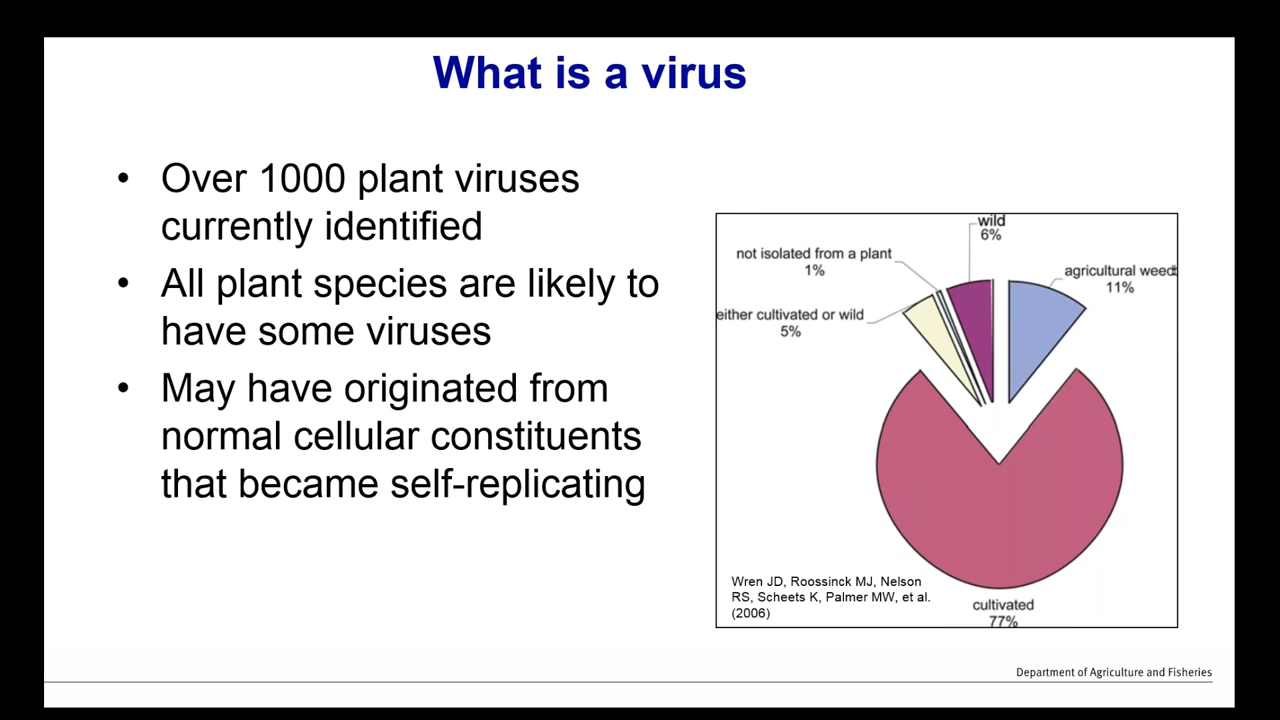 What is a virus
• Over 1000 plant viruses
currently identified
• All plant species are likely to
have some viruses
• May have originated from
normal cellular constituents
that became self-replicating
wild
6%
not isolated from a plant
1%
agricultural weed
11%
either cultivated or wild
5%
Wren JD, Roossinck MJ, Nelson
RS, Scheets K, Palmer MW, et al.
(2006)
cultivated
77%
Department of Agriculture and Fisheries